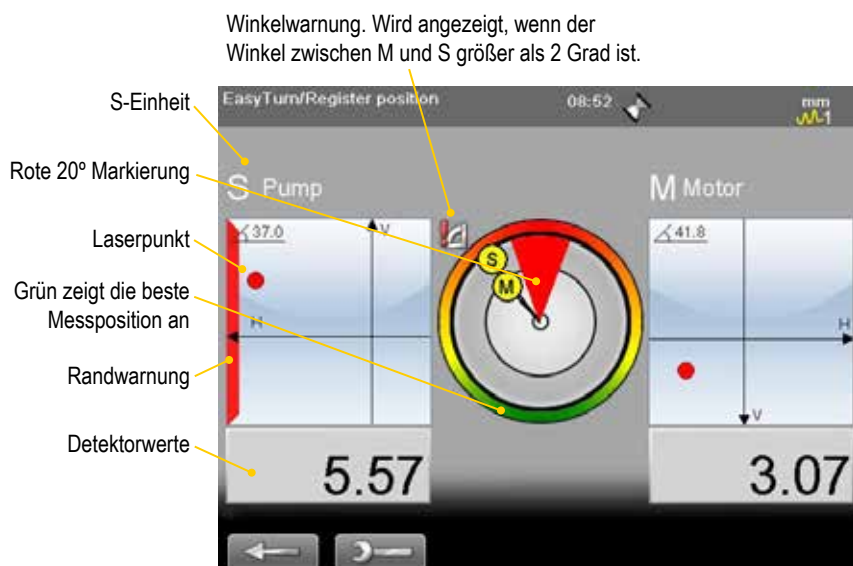 Winkelwarnung. Wird angezeigt, wenn der
Winkel zwischen M und S größer als 2 Grad ist.
S-Einheit
EasyTurn/Register position
08:52
mm
1
Rote 20º Markierung
S Pump
M Motor
Laserpunkt
37.0
V
S
M
41.8
Grün zeigt die beste
Messposition an
H
H
Randwarnung
V
Detektorwerte
5.57
3.07